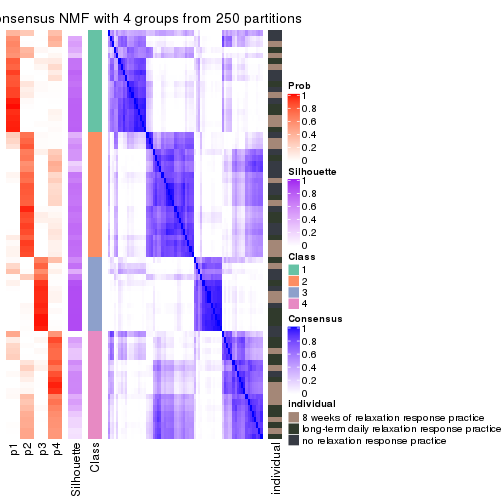 onsensus NMF with 4 groups from 250 partitions
Prob
1
0.8
0.6
0.4
0.2
0
Silhouette
1
0.8
0.6
0.4
0.2
0
Class
1
2
3
4
Consensus
1
0.8
0.6
0.4
0.2
0
individual
8 weeks of relaxation response practice
long-term daily relaxation response practice
no relaxation response practice
p1
p2
p3
p4
Silhouette
Class
individual